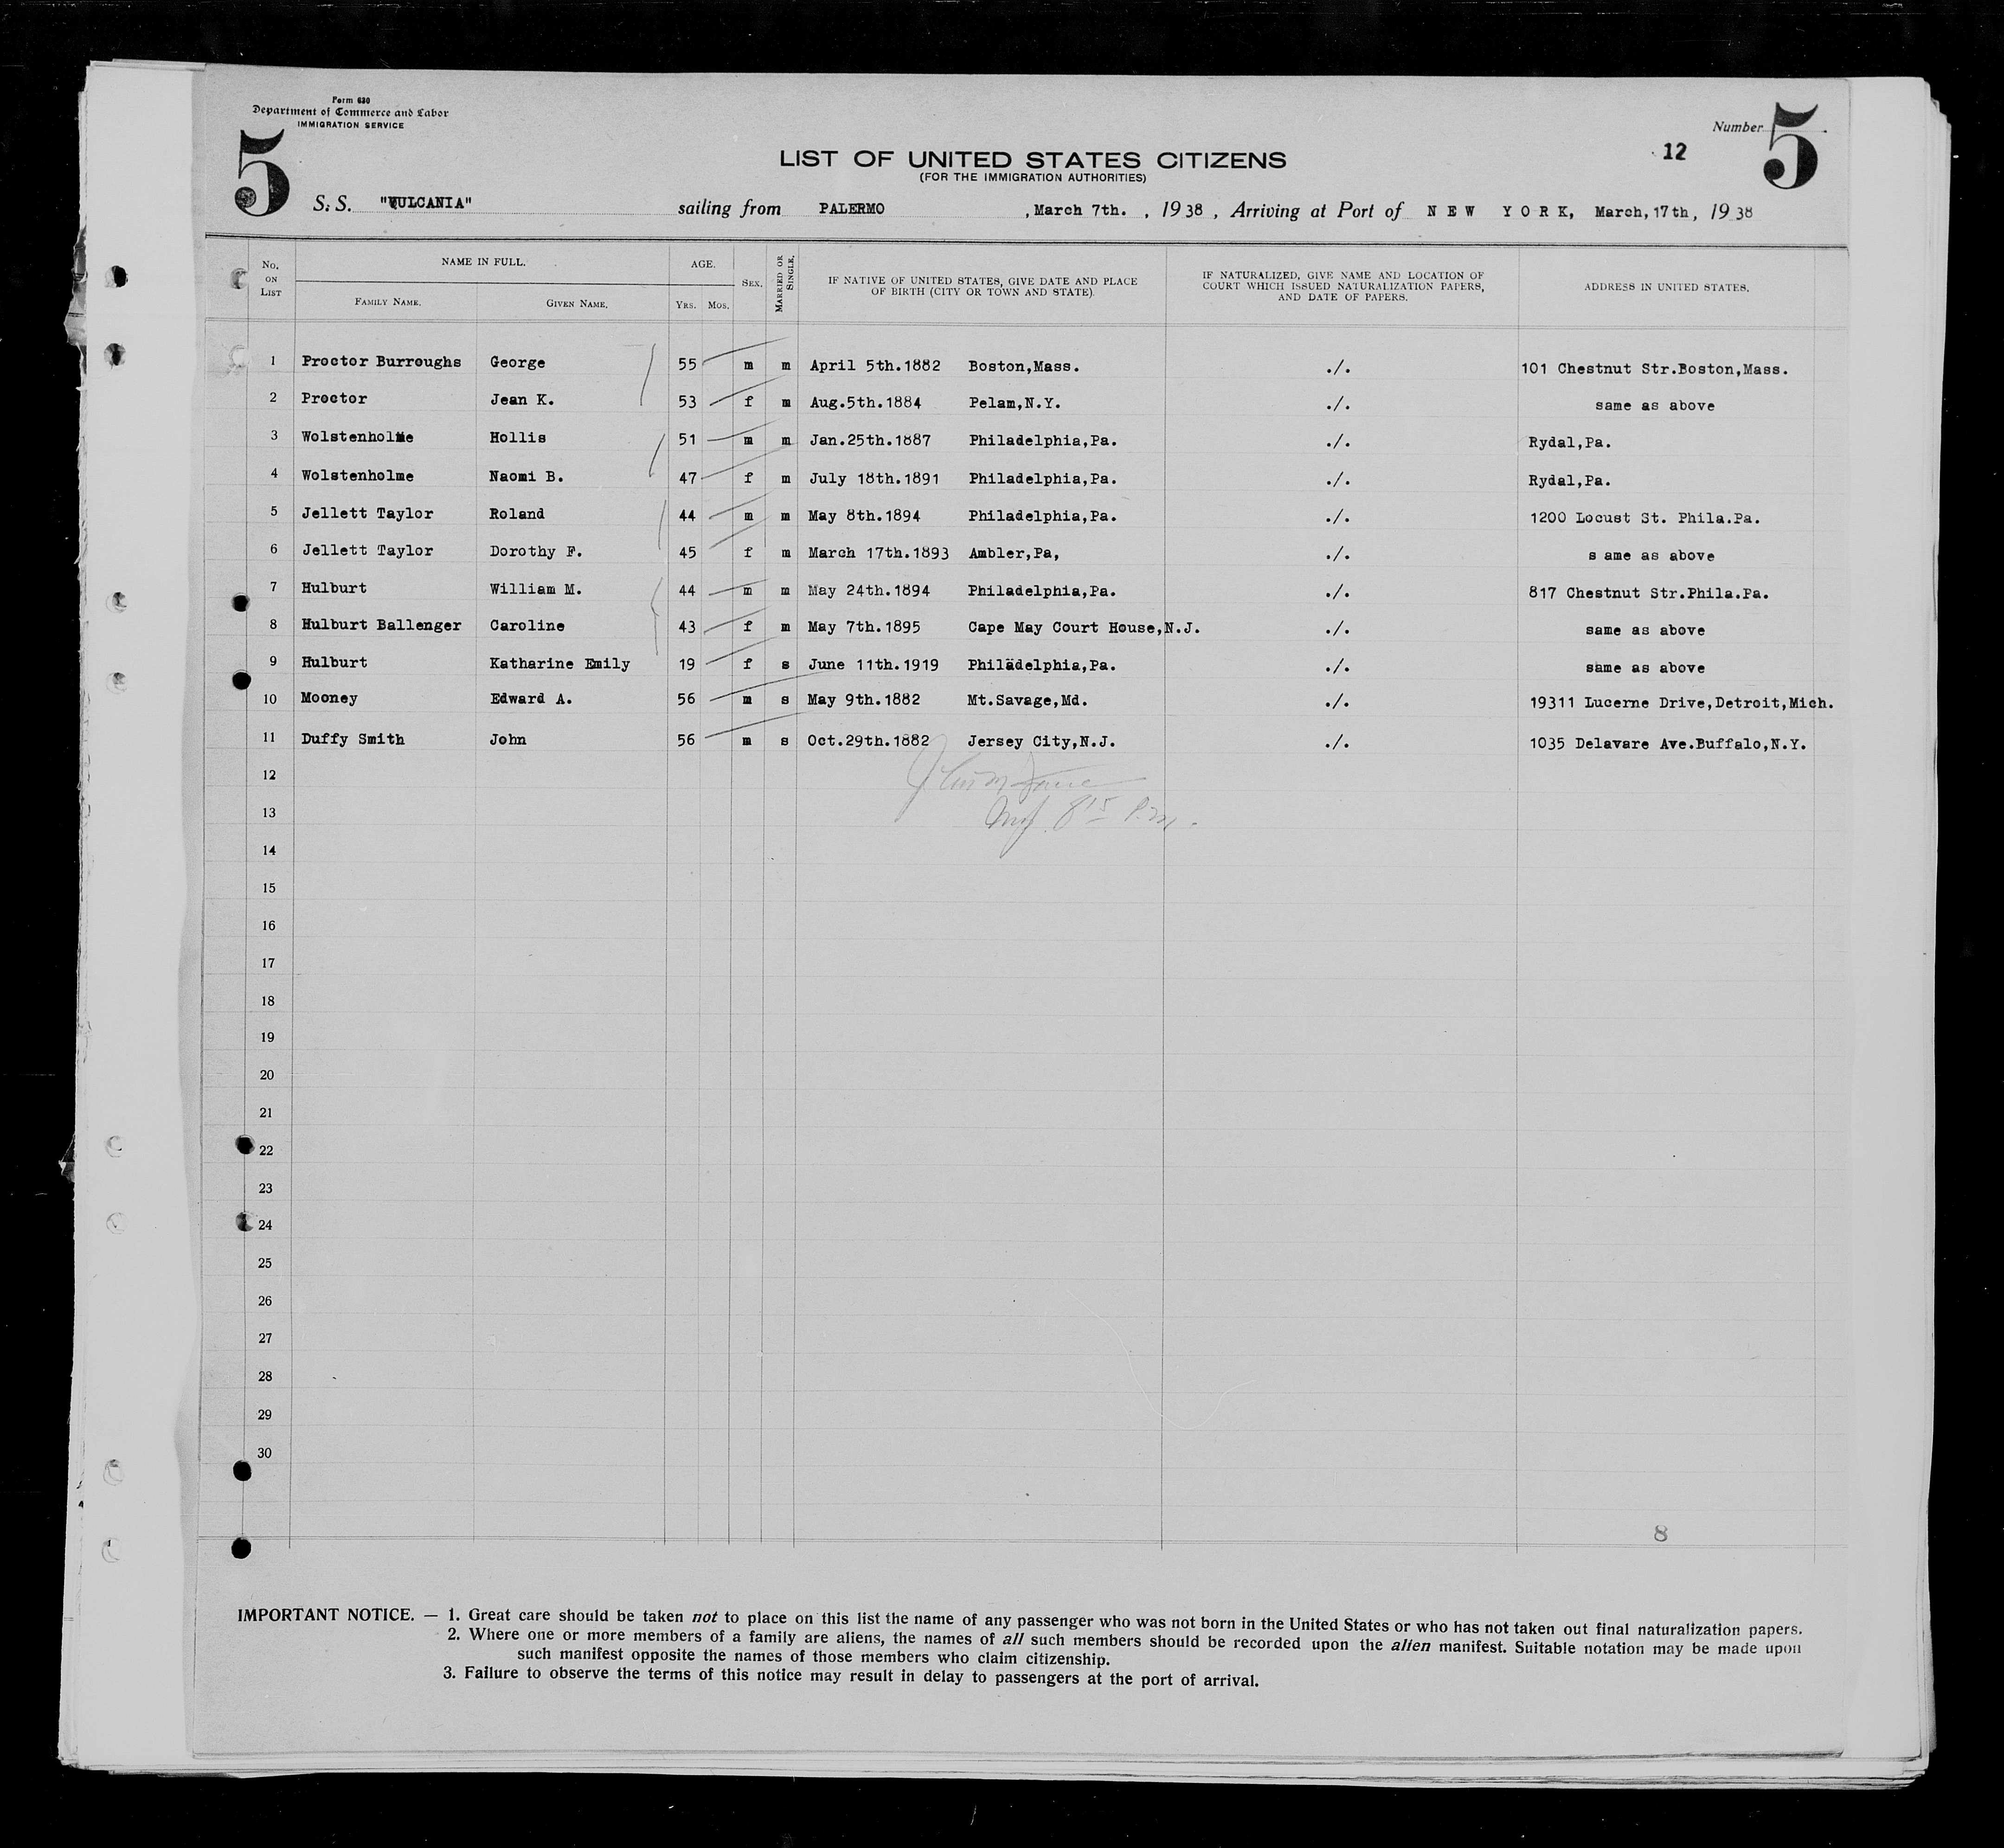 Form 630
Department of Commerce and Labor
IMMIGRATION SERVICE
5
Number 5
12
LIST OF UNITED STATES CITIZENS
(FOR THE IMMIGRATION AUTHORITIES)
S. S. "VULCANIA" sailing from PALERMO , March 7th. , 1938 , Arriving at Port of NEW YORK, March,17th, 1938
No. ON LIST NAME IN FULL. FAMILY NAME. GIVEN NAME. AGE. YRS. MOS. SEX. MARRIED OR SINGLE. IF NATIVE OF UNITED STATES, GIVE DATE AND PLACE OF BIRTH (CITY OR TOWN AND STATE). IF NATURALIZED, GIVE NAME AND LOCATION OF COURT WHICH ISSUED NATURALIZATION PAPERS, AND DATE OF PAPERS. ADDRESS IN UNITED STATES.
1 Proctor Burroughs George 55 m m April 5th.1882 Boston,Mass. ./. 101 Chestnut Str.Boston,Mass.
2 Proctor Jean K. 53 f m Aug.5th.1884 Pelam,N.Y. ./. same as above
3 Wolstenholme Hollis 51 m m Jan.25th.1887 Philadelphia,Pa. ./. Rydal,Pa.
4 Wolstenholme Naomi B. 47 f m July 18th.1891 Philadelphia,Pa. ./. Rydal,Pa.
5 Jellett Taylor Roland 44 m m May 8th.1894 Philadelphia,Pa. ./. 1200 Locust St. Phila.Pa.
6 Jellett Taylor Dorothy F. 45 f m March 17th.1893 Ambler,Pa, ./. s ame as above
7 Hulburt William M. 44 m m May 24th.1894 Philadelphia,Pa. ./. 817 Chestnut Str.Phila.Pa.
8 Hulburt Ballenger Caroline 43 f m May 7th.1895 Cape May Court House,N.J. ./. same as above
9 Hulburt Katharine Emily 19 f s June 11th.1919 Philadelphia,Pa. ./. same as above
10 Mooney Edward A. 56 m s May 9th.1882 Mt.Savage,Md. ./. 19311 Lucerne Drive,Detroit,Mich.
11 Duffy Smith John 56 m s Oct.29th.1882 Jersey City,N.J. ./. 1035 Delavare Ave.Buffalo,N.Y.
12
13 8 15 P.M.
14
15
16
17
18
19
20
21
22
23
24
25
26
27
28
29
30
8
IMPORTANT NOTICE. — 1. Great care should be taken not to place on this list the name of any passenger who was not born in the United States or who has not taken out final naturalization papers.
2. Where one or more members of a family are aliens, the names of all such members should be recorded upon the alien manifest. Suitable notation may be made upon
such manifest opposite the names of those members who claim citizenship.
3. Failure to observe the terms of this notice may result in delay to passengers at the port of arrival.